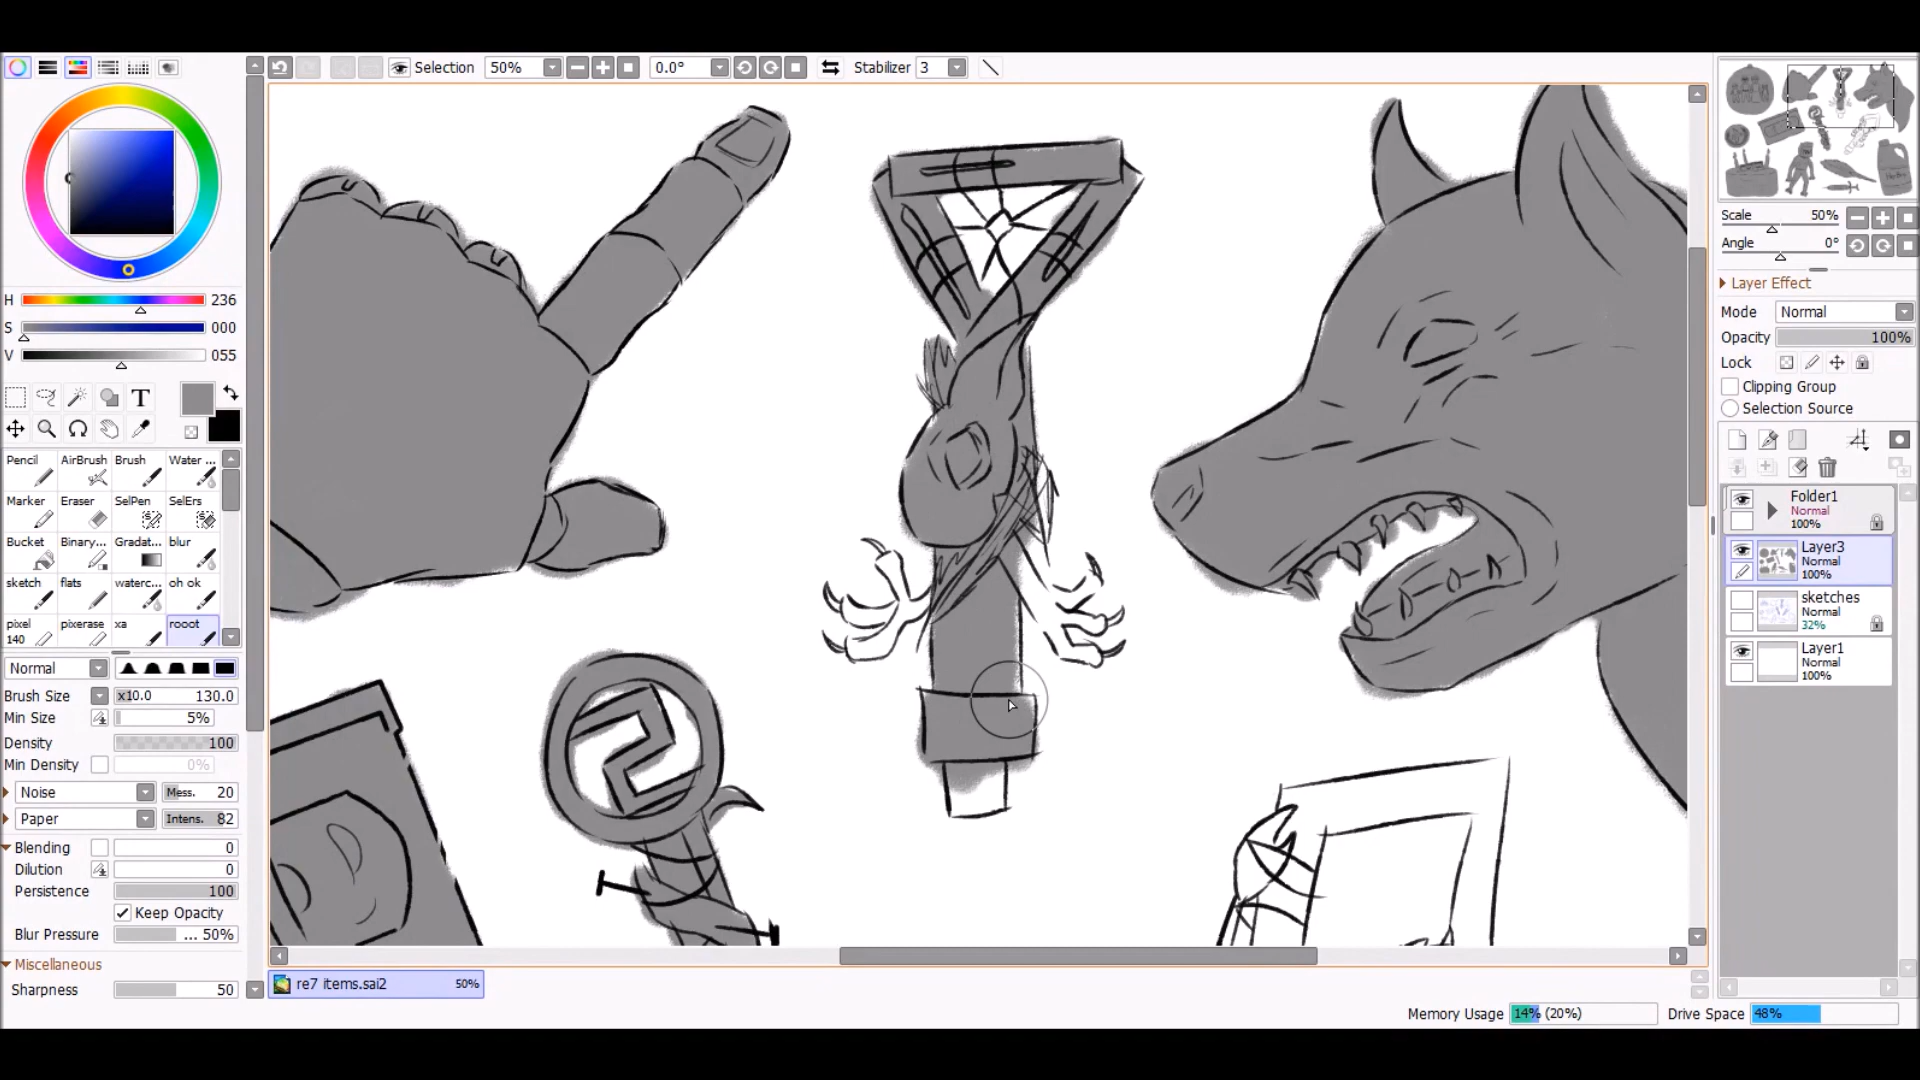 Selection 50% 0.0° Stabilizer 3
H 236
S 000
V 055
T
Pencil AirBrush Brush Water ...
Marker Eraser SelPen SelErs
Bucket Binary... Gradat... blur
sketch flats waterc... oh ok
pixel 140 pixerase xa rooot
Normal
Brush Size x10.0 130.0
Min Size 5%
Density 100
Min Density 0%
Noise Mess. 20
Paper Intens. 82
Blending 0
Dilution 0
Persistence 100
Keep Opacity
Blur Pressure ... 50%
Miscellaneous
Sharpness 50
re7 items.sai2 50%
Memory Usage 14% (20%) Drive Space 48%
Scale 50%
Angle 0°
Layer Effect
Mode Normal
Opacity 100%
Lock
Clipping Group
Selection Source
Folder1
Normal
100%
Layer3
Normal
100%
sketches
Normal
32%
Layer1
Normal
100%